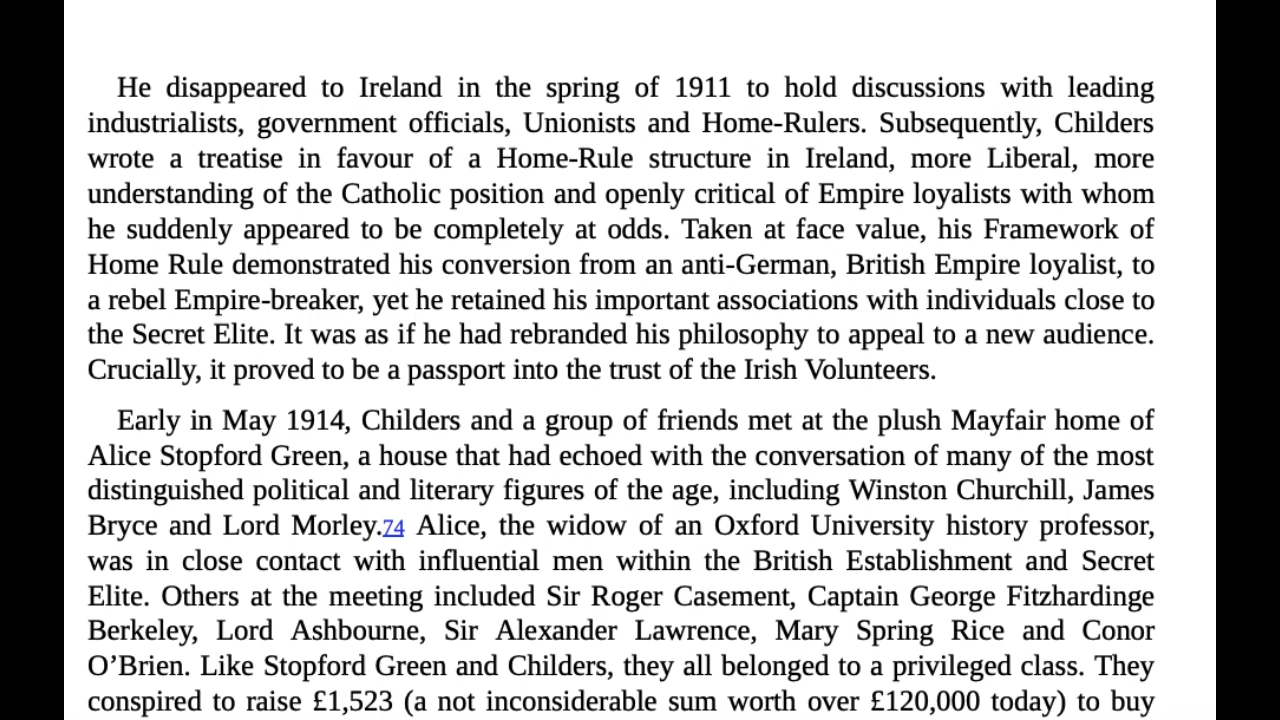 He disappeared to Ireland in the spring of 1911 to hold discussions with leading
industrialists, government officials, Unionists and Home-Rulers. Subsequently, Childers
wrote a treatise in favour of a Home-Rule structure in Ireland, more Liberal, more
understanding of the Catholic position and openly critical of Empire loyalists with whom
he suddenly appeared to be completely at odds. Taken at face value, his Framework of
Home Rule demonstrated his conversion from an anti-German, British Empire loyalist, to
a rebel Empire-breaker, yet he retained his important associations with individuals close to
the Secret Elite. It was as if he had rebranded his philosophy to appeal to a new audience.
Crucially, it proved to be a passport into the trust of the Irish Volunteers.
Early in May 1914, Childers and a group of friends met at the plush Mayfair home of
Alice Stopford Green, a house that had echoed with the conversation of many of the most
distinguished political and literary figures of the age, including Winston Churchill, James
Bryce and Lord Morley.74 Alice, the widow of an Oxford University history professor,
was in close contact with influential men within the British Establishment and Secret
Elite. Others at the meeting included Sir Roger Casement, Captain George Fitzhardinge
Berkeley, Lord Ashbourne, Sir Alexander Lawrence, Mary Spring Rice and Conor
O’Brien. Like Stopford Green and Childers, they all belonged to a privileged class. They
conspired to raise £1,523 (a not inconsiderable sum worth over £120,000 today) to buy